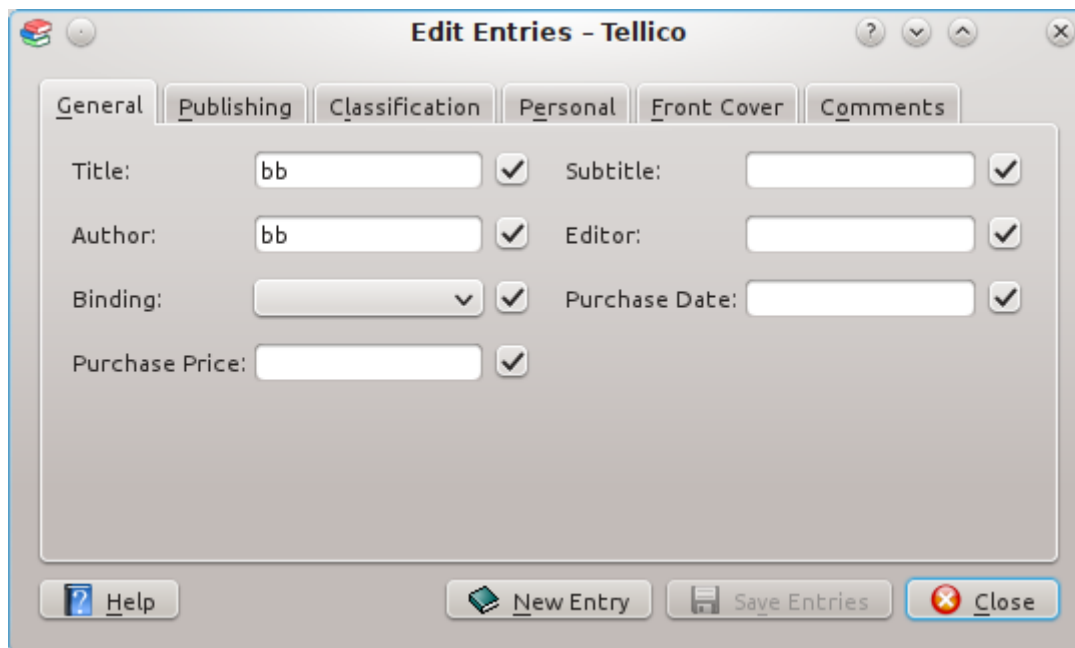 Edit Entries – Tellico
General Publishing Classification Personal Front Cover Comments
Title: bb Subtitle:
Author: bb Editor:
Binding: Purchase Date:
Purchase Price:
Help New Entry Save Entries Close